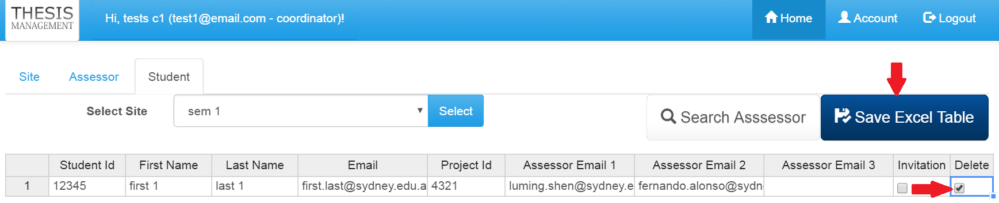 THESIS
MANAGEMENT
Hi, tests c1 (test1@email.com - coordinator)!
Home
Account
Logout
Site
Assessor
Student
Select Site
sem 1
Select
Search Asssessor
Save Excel Table
Student Id First Name Last Name Email Project Id Assessor Email 1 Assessor Email 2 Assessor Email 3 Invitation Delete
1 12345 first 1 last 1 first.last@sydney.edu.a 4321 luming.shen@sydney.e fernando.alonso@sydn